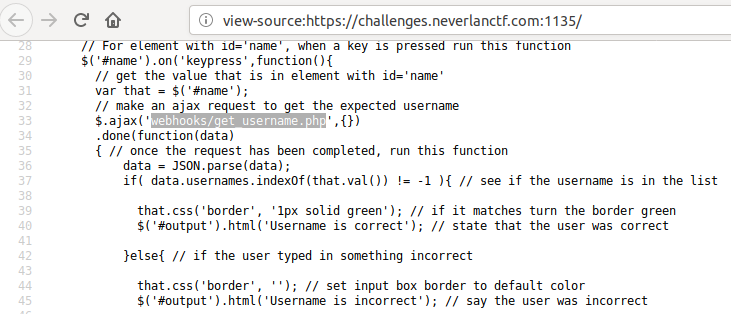 view-source:https://challenges.neverlanctf.com:1135/
28 // For element with id='name', when a key is pressed run this function
29 $('#name').on('keypress',function(){
30 // get the value that is in element with id='name'
31 var that = $('#name');
32 // make an ajax request to get the expected username
33 $.ajax('webhooks/get_username.php',{})
34 .done(function(data)
35 { // once the request has been completed, run this function
36 data = JSON.parse(data);
37 if( data.usernames.indexOf(that.val()) != -1 ){ // see if the username is in the list
38
39 that.css('border', '1px solid green'); // if it matches turn the border green
40 $('#output').html('Username is correct'); // state that the user was correct
41
42 }else{ // if the user typed in something incorrect
43
44 that.css('border', ''); // set input box border to default color
45 $('#output').html('Username is incorrect'); // say the user was incorrect
46